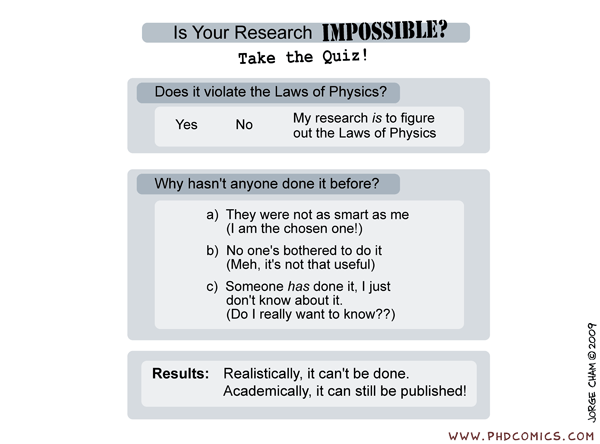 Is Your Research IMPOSSIBLE?
Take the Quiz!
Does it violate the Laws of Physics?
Yes No My research is to figure
out the Laws of Physics
Why hasn't anyone done it before?
a) They were not as smart as me
(I am the chosen one!)
b) No one's bothered to do it
(Meh, it's not that useful)
c) Someone has done it, I just
don't know about it.
(Do I really want to know??)
Results: Realistically, it can't be done.
Academically, it can still be published!
JORGE CHAM © 2009
WWW.PHDCOMICS.COM